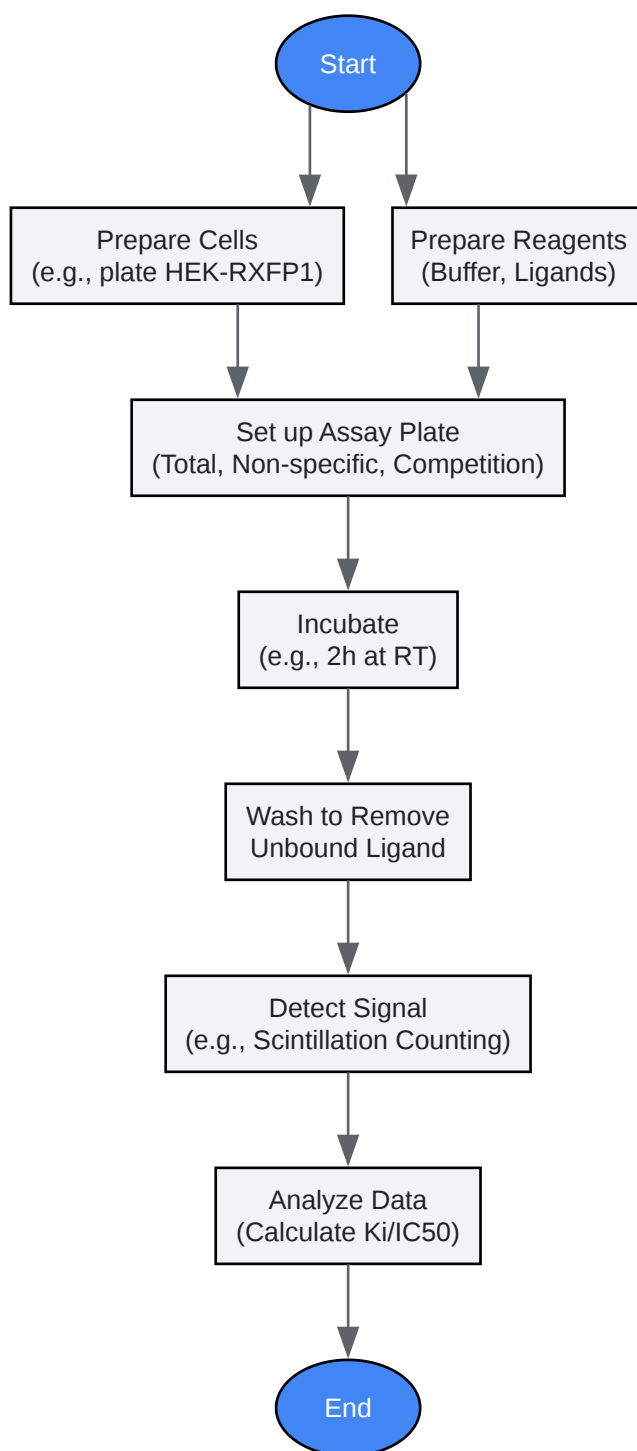 Start
Prepare Cells
(e.g., plate HEK-RXFP1)
Prepare Reagents
(Buffer, Ligands)
Set up Assay Plate
(Total, Non-specific, Competition)
Incubate
(e.g., 2h at RT)
Wash to Remove
Unbound Ligand
Detect Signal
(e.g., Scintillation Counting)
Analyze Data
(Calculate Ki/IC50)
End